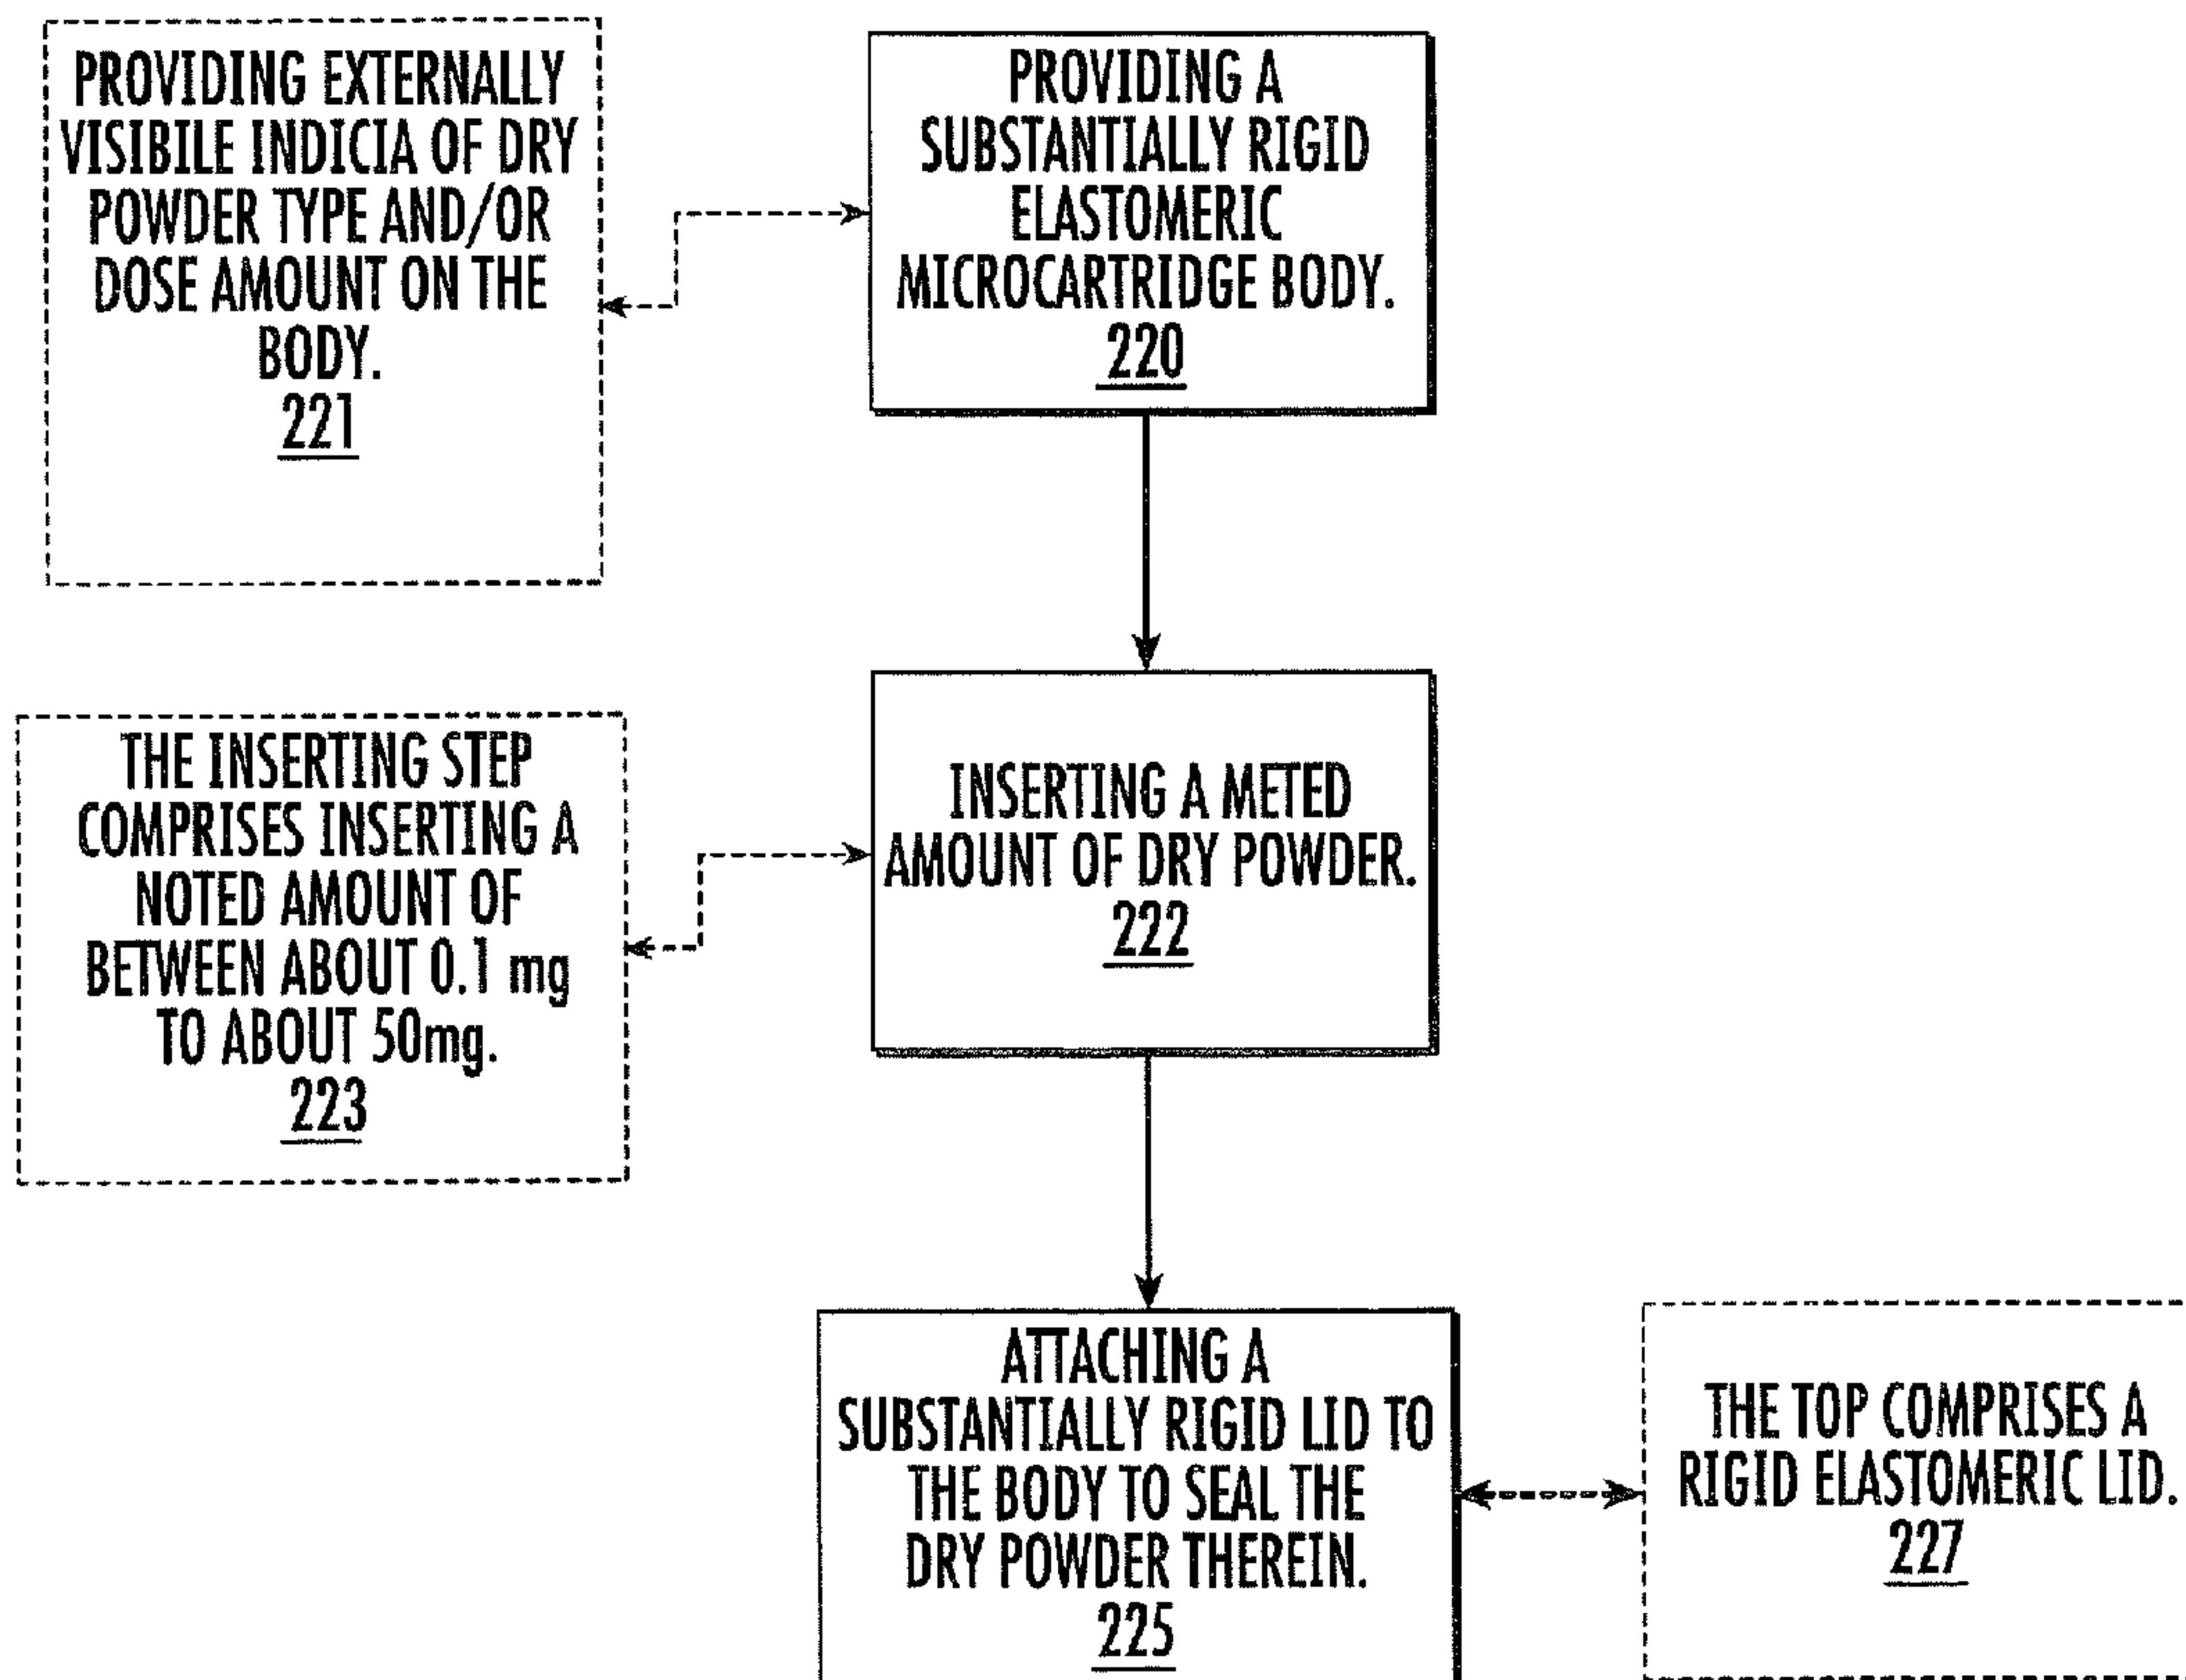 PROVIDING EXTERNALLY
VISIBILE INDICIA OF DRY
POWDER TYPE AND/OR
DOSE AMOUNT ON THE
BODY.
221
PROVIDING A
SUBSTANTIALLY RIGID
ELASTOMERIC
MICROCARTRIDGE BODY.
220
THE INSERTING STEP
COMPRISES INSERTING A
NOTED AMOUNT OF
BETWEEN ABOUT 0.1 mg
TO ABOUT 50mg.
223
INSERTING A METED
AMOUNT OF DRY POWDER.
222
ATTACHING A
SUBSTANTIALLY RIGID LID TO
THE BODY TO SEAL THE
DRY POWDER THEREIN.
225
THE TOP COMPRISES A
RIGID ELASTOMERIC LID.
227